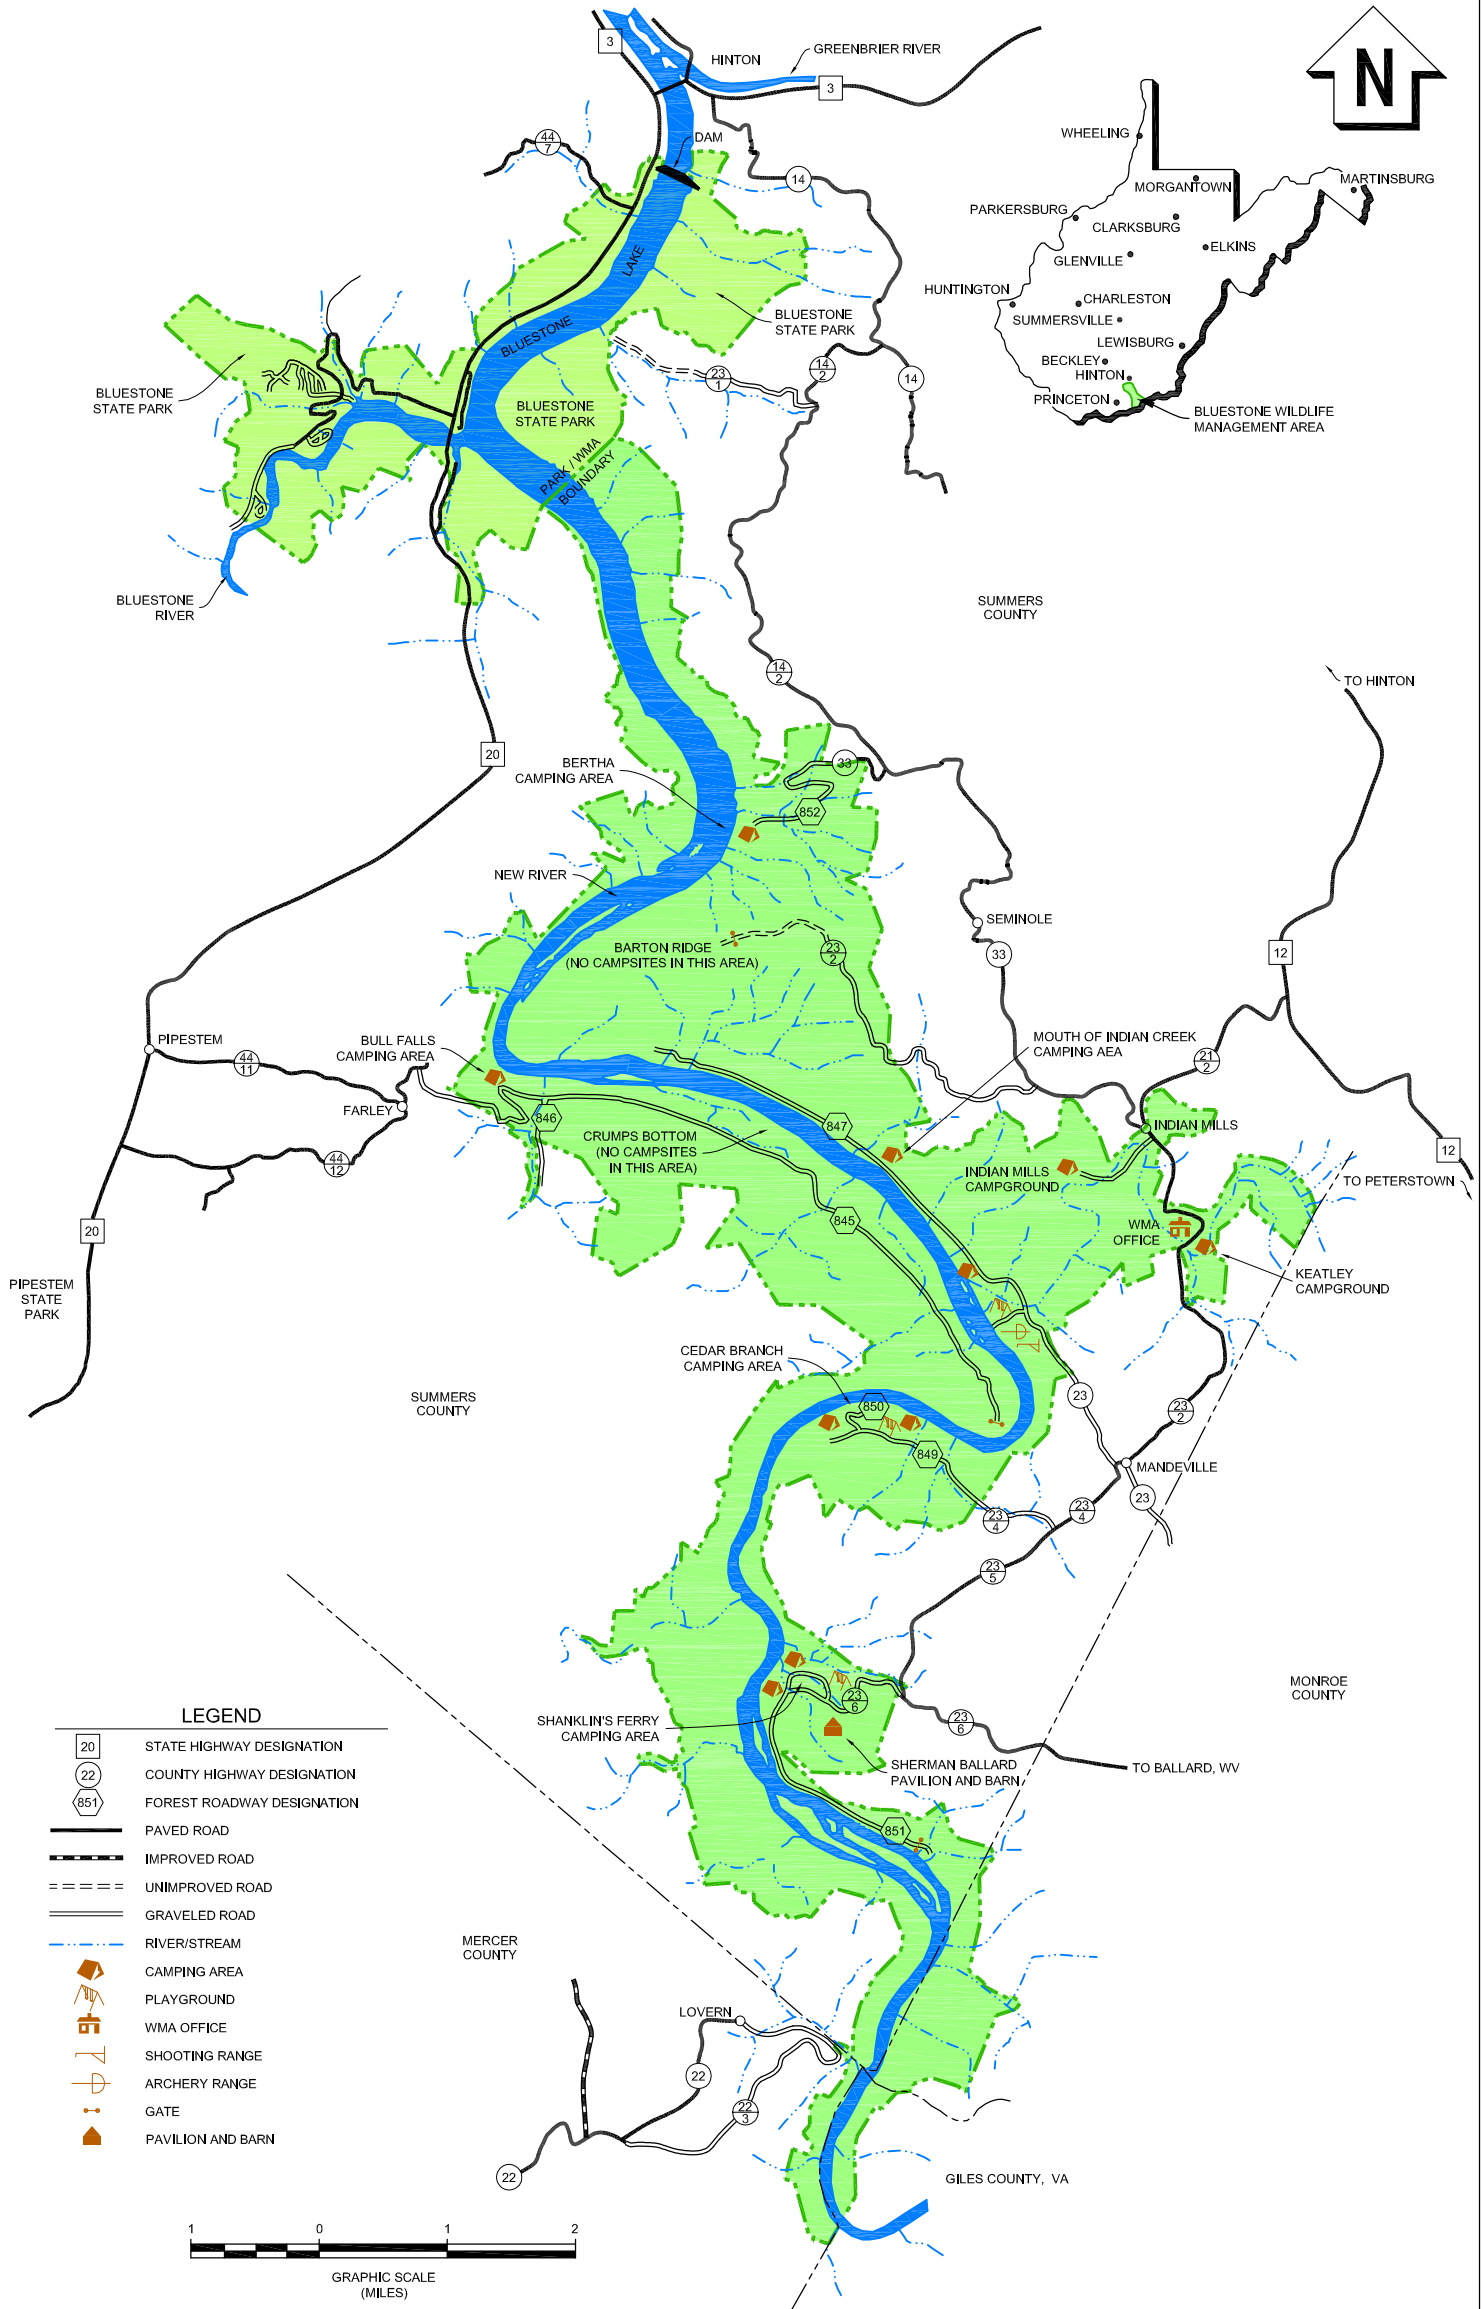 3
HINTON
GREENBRIER RIVER
3
N
DAM
44
7
14
WHEELING
MORGANTOWN
MARTINSBURG
PARKERSBURG
CLARKSBURG
ELKINS
GLENVILLE
HUNTINGTON
CHARLESTON
SUMMERSVILLE
LEWISBURG
BECKLEY
HINTON
PRINCETON
BLUESTONE WILDLIFE
MANAGEMENT AREA
LAKE
BLUESTONE
BLUESTONE
STATE PARK
14
2
14
23
1
BLUESTONE
STATE PARK
BLUESTONE
STATE PARK
PARK / WMA
BOUNDARY
BLUESTONE
RIVER
SUMMERS
COUNTY
14
2
TO HINTON
20
BERTHA
CAMPING AREA
33
852
NEW RIVER
SEMINOLE
BARTON RIDGE
(NO CAMPSITES IN THIS AREA)
23
2
33
12
PIPESTEM
44
11
BULL FALLS
CAMPING AREA
MOUTH OF INDIAN CREEK
CAMPING AEA
21
2
FARLEY
846
847
CRUMPS BOTTOM
(NO CAMPSITES
IN THIS AREA)
INDIAN MILLS
12
44
12
INDIAN MILLS
CAMPGROUND
TO PETERSTOWN
20
845
WMA
OFFICE
PIPESTEM
STATE
PARK
KEATLEY
CAMPGROUND
CEDAR BRANCH
CAMPING AREA
SUMMERS
COUNTY
23
850
23
2
849
MANDEVILLE
23
23
4
23
4
23
5
MONROE
COUNTY
23
6
SHANKLIN'S FERRY
CAMPING AREA
23
6
SHERMAN BALLARD
PAVILION AND BARN
TO BALLARD, WV
851
LEGEND
20 STATE HIGHWAY DESIGNATION
22 COUNTY HIGHWAY DESIGNATION
851 FOREST ROADWAY DESIGNATION
PAVED ROAD
IMPROVED ROAD
UNIMPROVED ROAD
GRAVELED ROAD
RIVER/STREAM
CAMPING AREA
PLAYGROUND
WMA OFFICE
SHOOTING RANGE
ARCHERY RANGE
GATE
PAVILION AND BARN
MERCER
COUNTY
LOVERN
22
22
3
22
GILES COUNTY, VA
1 0 1 2
GRAPHIC SCALE
(MILES)